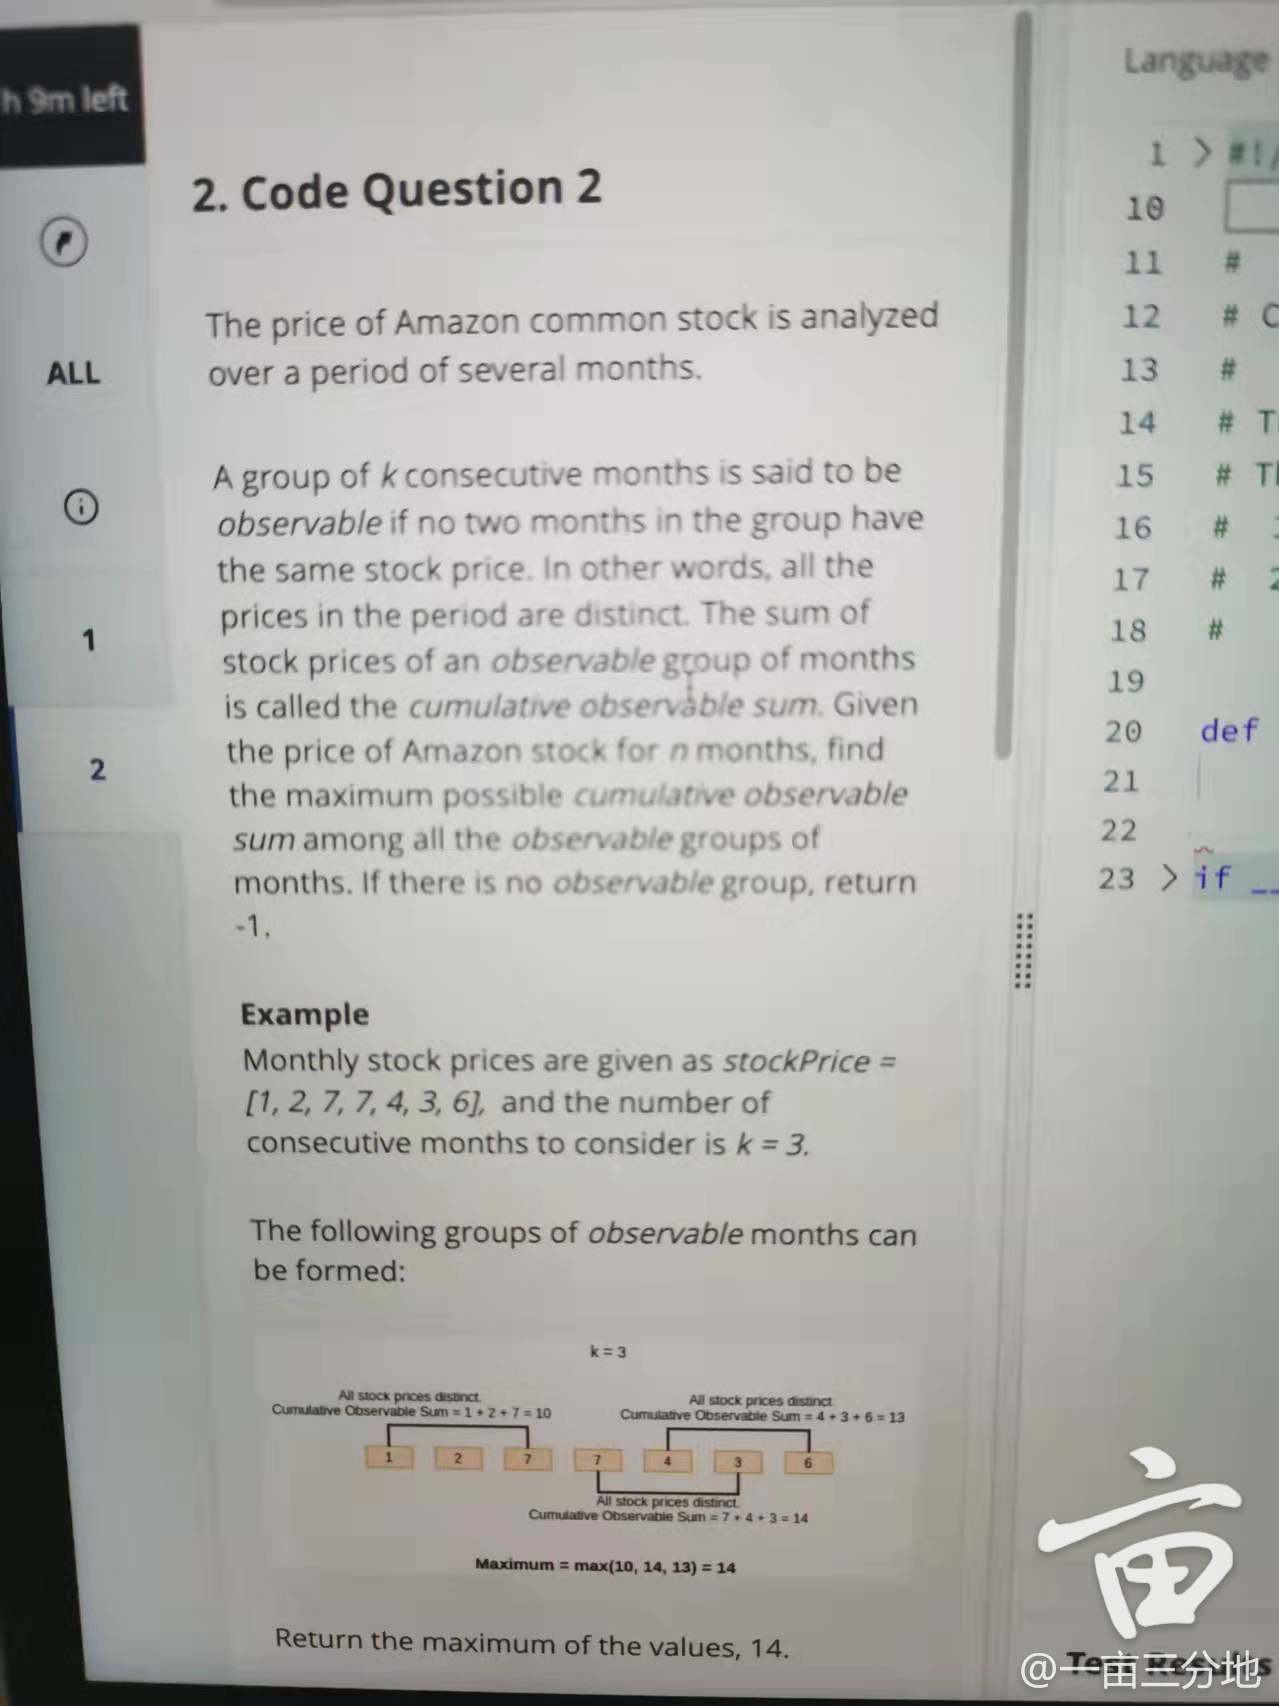 h 9m left
ALL
1
2
2. Code Question 2
The price of Amazon common stock is analyzed
over a period of several months.
A group of k consecutive months is said to be
observable if no two months in the group have
the same stock price. In other words, all the
prices in the period are distinct. The sum of
stock prices of an observable group of months
is called the cumulative observable sum. Given
the price of Amazon stock for n months, find
the maximum possible cumulative observable
sum among all the observable groups of
months. If there is no observable group, return
-1.
Example
Monthly stock prices are given as stockPrice =
[1, 2, 7, 7, 4, 3, 6], and the number of
consecutive months to consider is k = 3.
The following groups of observable months can
be formed:
k = 3
All stock prices distinct.
Cumulative Observable Sum = 1 + 2 + 7 = 10
All stock prices distinct
Cumulative Observable Sum = 4 + 3 + 6 = 13
1 2 7 7 4 3 6
All stock prices distinct.
Cumulative Observable Sum = 7 + 4 + 3 = 14
Maximum = max(10, 14, 13) = 14
Return the maximum of the values, 14.
Language
1 > #!/
10
11 #
12 # C
13 #
14 # T
15 # Th
16 #
17 # 2
18 #
19
20 def
21
22
23 > if __
Test Results
亩
@一亩三分地